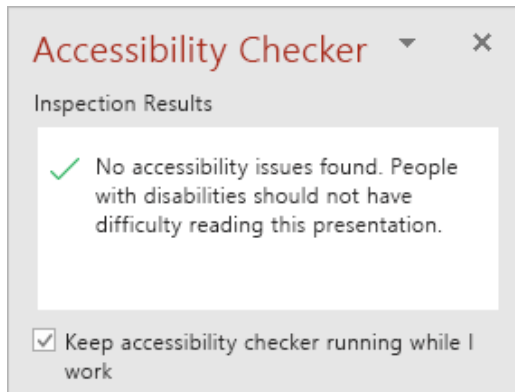 Accessibility Checker
Inspection Results
No accessibility issues found. People
with disabilities should not have
difficulty reading this presentation.
Keep accessibility checker running while I
work